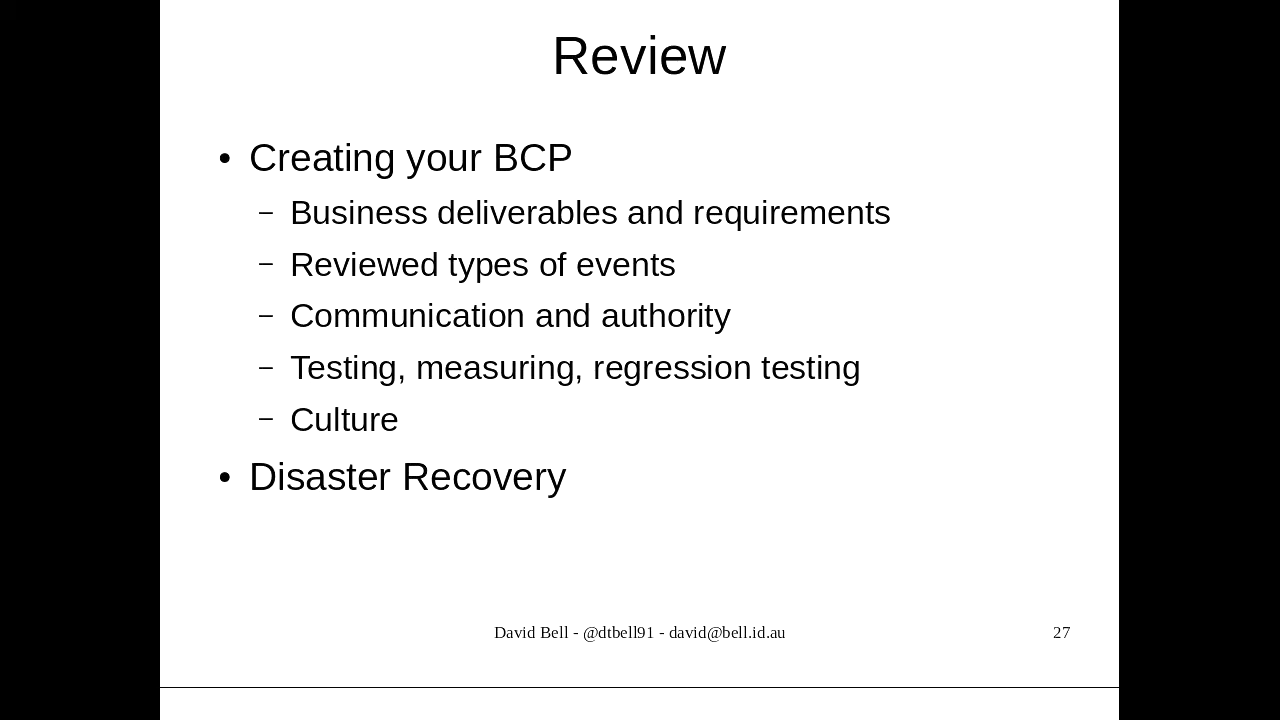 Review
• Creating your BCP
– Business deliverables and requirements
– Reviewed types of events
– Communication and authority
– Testing, measuring, regression testing
– Culture
• Disaster Recovery
David Bell - @dtbell91 - david@bell.id.au 27